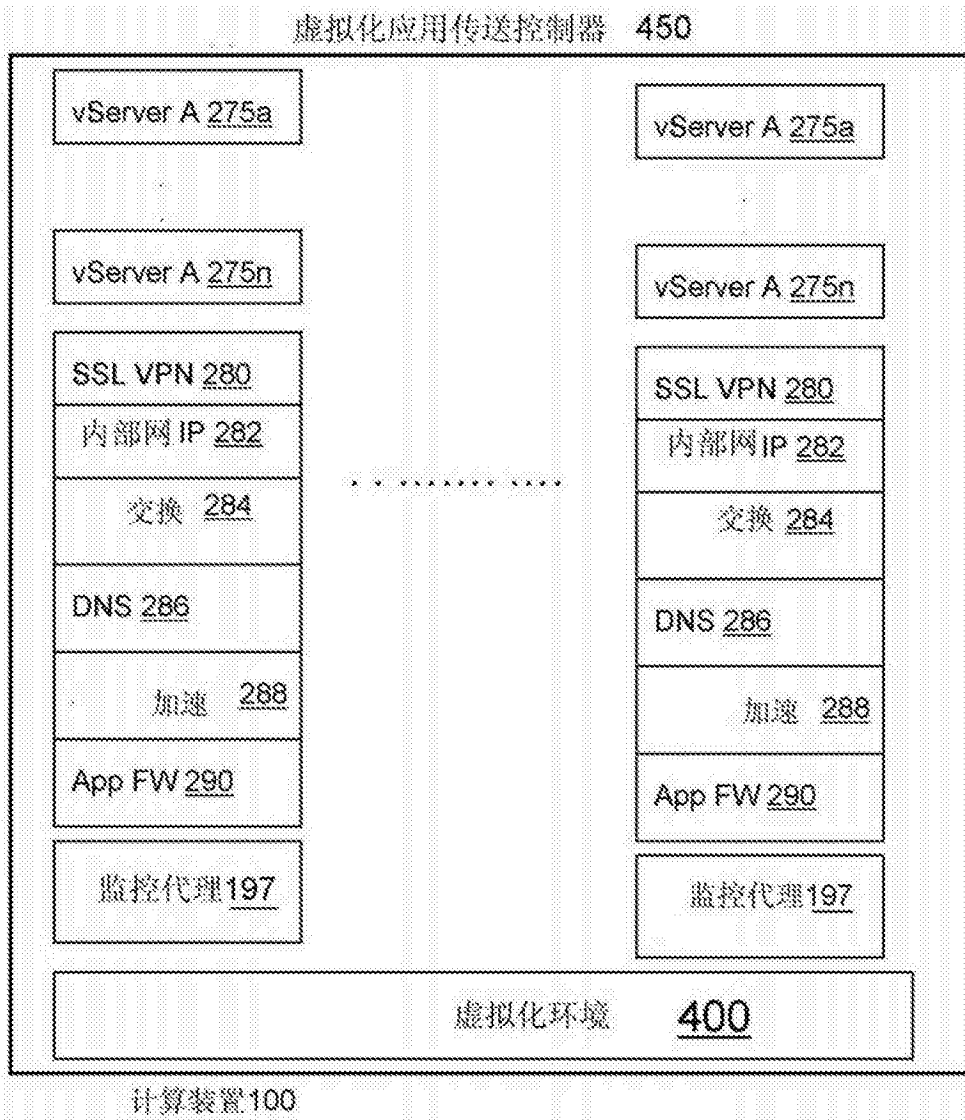 虚拟化应用传送控制器 450
vServer A 275a
vServer A 275n
SSL VPN 280
内部网 IP 282
交换 284
DNS 286
加速 288
App FW 290
监控代理 197
vServer A 275a
vServer A 275n
SSL VPN 280
内部网 IP 282
交换 284
DNS 286
加速 288
App FW 290
监控代理 197
虚拟化环境 400
计算装置100